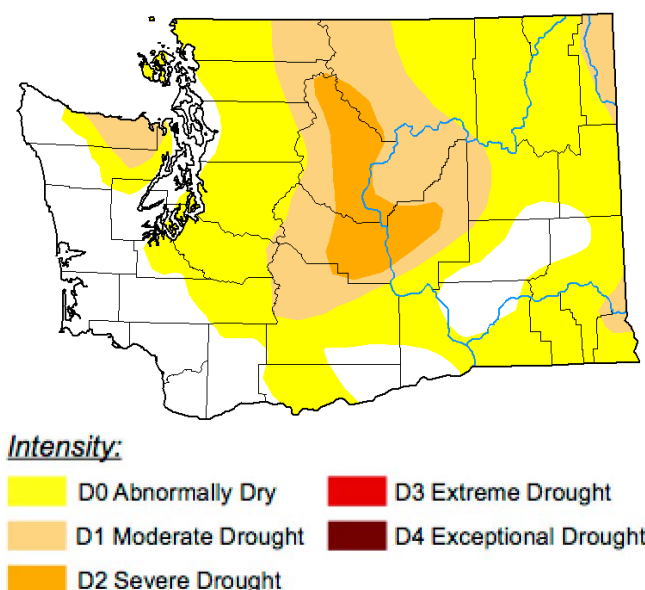 Intensity:
D0 Abnormally Dry
D1 Moderate Drought
D2 Severe Drought
D3 Extreme Drought
D4 Exceptional Drought